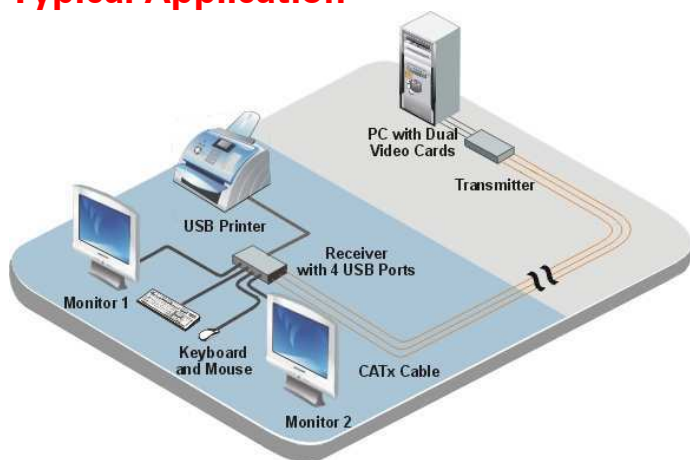 Typical Application
PC with Dual
Video Cards
Transmitter
USB Printer
Receiver
with 4 USB Ports
Monitor 1
Keyboard
and Mouse
CATx Cable
Monitor 2